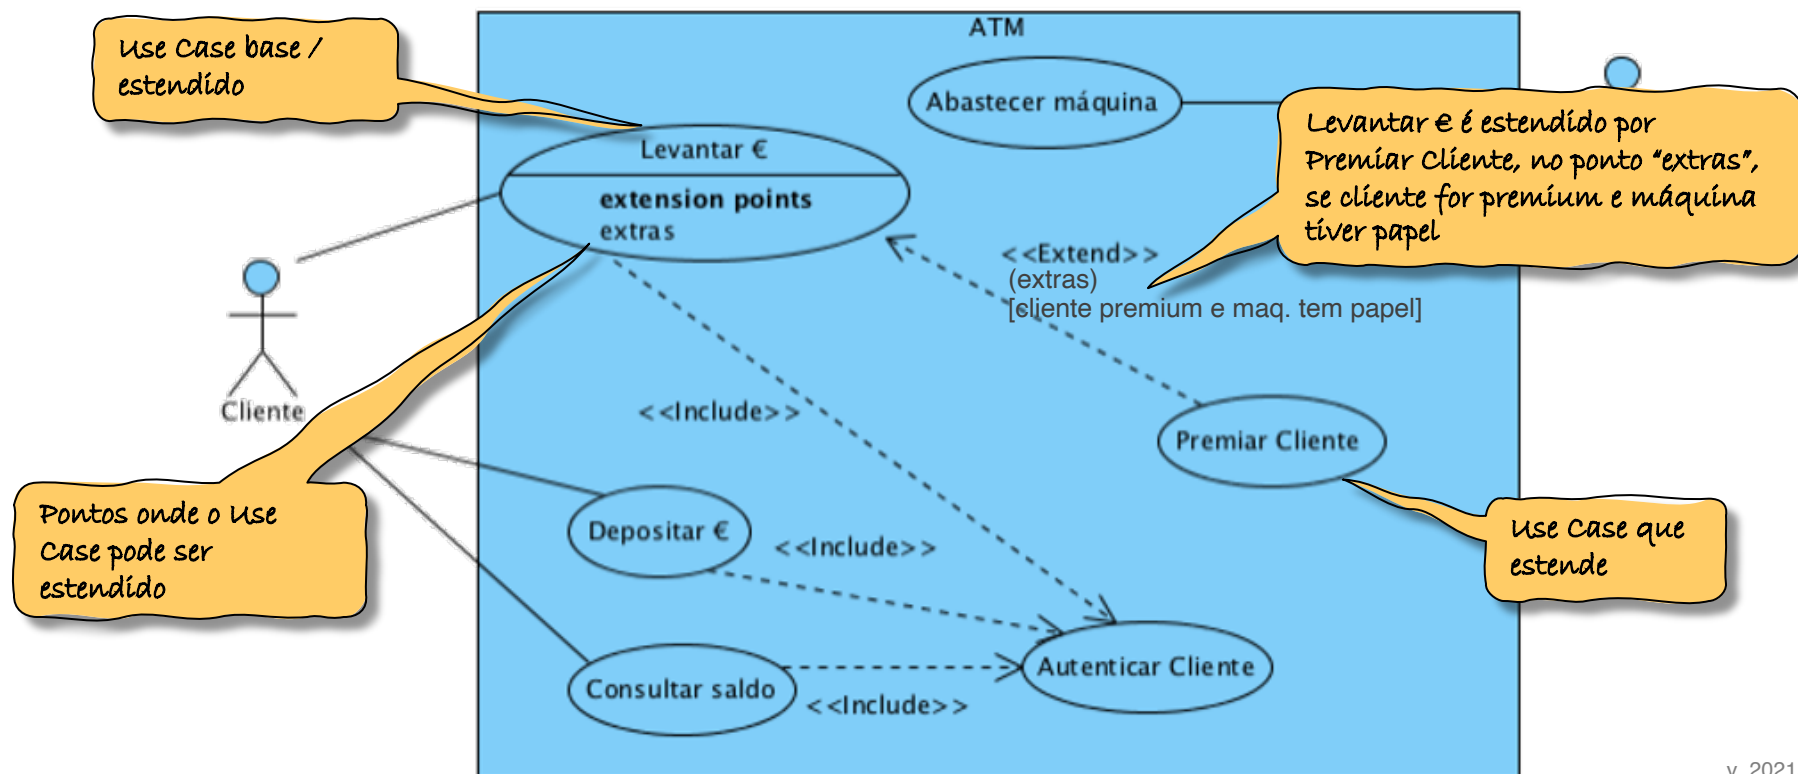 ATM
Use Case base /
estendido
Abastecer máquina
Levantar € é estendido por
Premiar Cliente, no ponto "extras",
se cliente for premium e máquina
tiver papel
Levantar €
extension points
extras
<<Extend>>
(extras)
[cliente premium e maq. tem papel]
Cliente
<<Include>>
Premiar Cliente
Pontos onde o Use
Case pode ser
estendido
Depositar €
<<Include>>
Use Case que
estende
Autenticar Cliente
Consultar saldo
<<Include>>
v. 2021